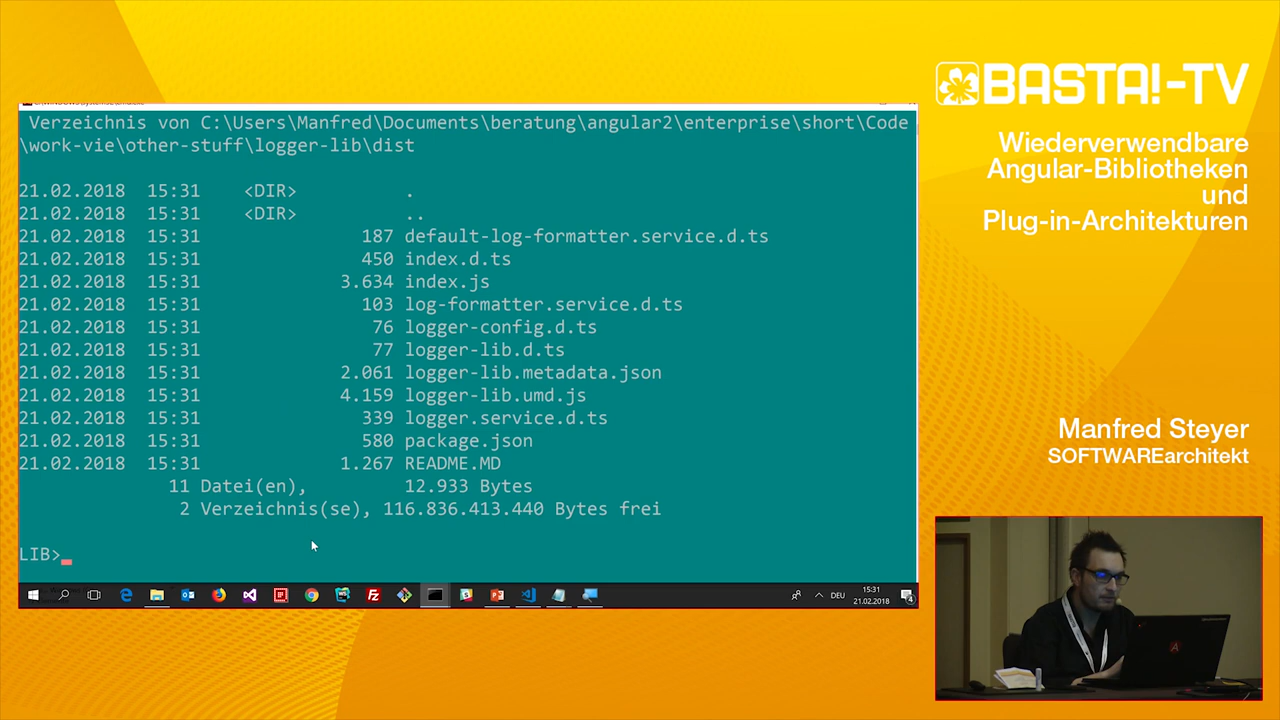 BASTA!-TV
Wiederverwendbare
Angular-Bibliotheken
und
Plug-in-Architekturen
Verzeichnis von C:\Users\Manfred\Documents\beratung\angular2\enterprise\short\Code
\work-vie\other-stuff\logger-lib\dist
21.02.2018 15:31 <DIR> .
21.02.2018 15:31 <DIR> ..
21.02.2018 15:31 187 default-log-formatter.service.d.ts
21.02.2018 15:31 450 index.d.ts
21.02.2018 15:31 3.634 index.js
21.02.2018 15:31 103 log-formatter.service.d.ts
21.02.2018 15:31 76 logger-config.d.ts
21.02.2018 15:31 77 logger-lib.d.ts
21.02.2018 15:31 2.061 logger-lib.metadata.json
21.02.2018 15:31 4.159 logger-lib.umd.js
21.02.2018 15:31 339 logger.service.d.ts
21.02.2018 15:31 580 package.json
21.02.2018 15:31 1.267 README.MD
11 Datei(en), 12.933 Bytes
2 Verzeichnis(se), 116.836.413.440 Bytes frei
LIB>
DEU
15:31
21.02.2018
4
Manfred Steyer
SOFTWAREarchitekt